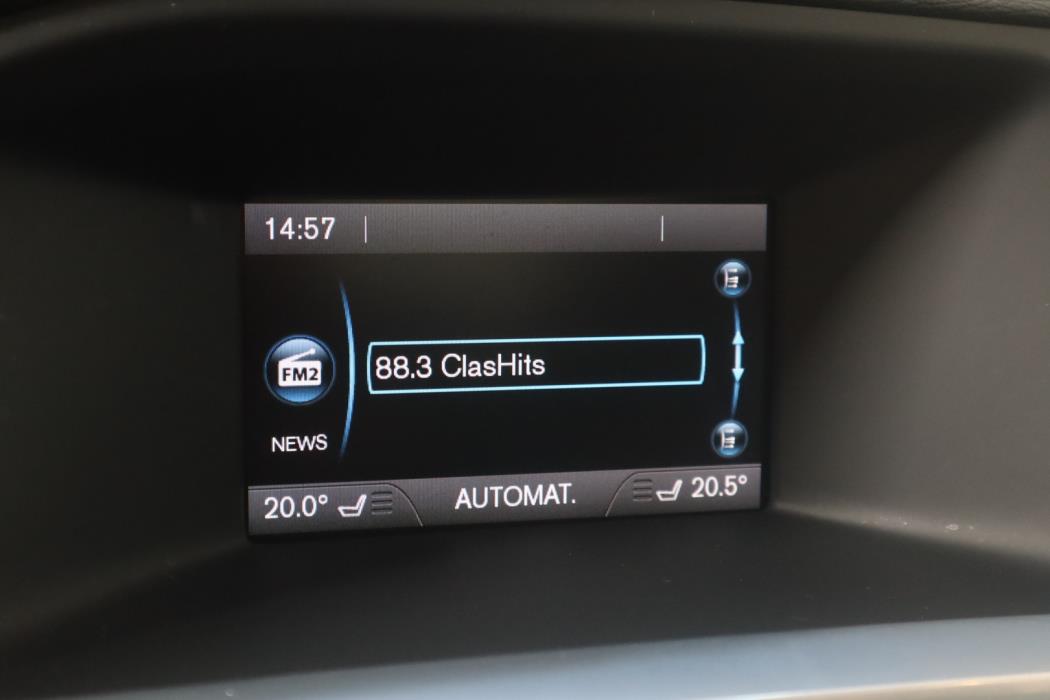 14:57
FM2
88.3 ClasHits
NEWS
20.0° AUTOMAT. 20.5°